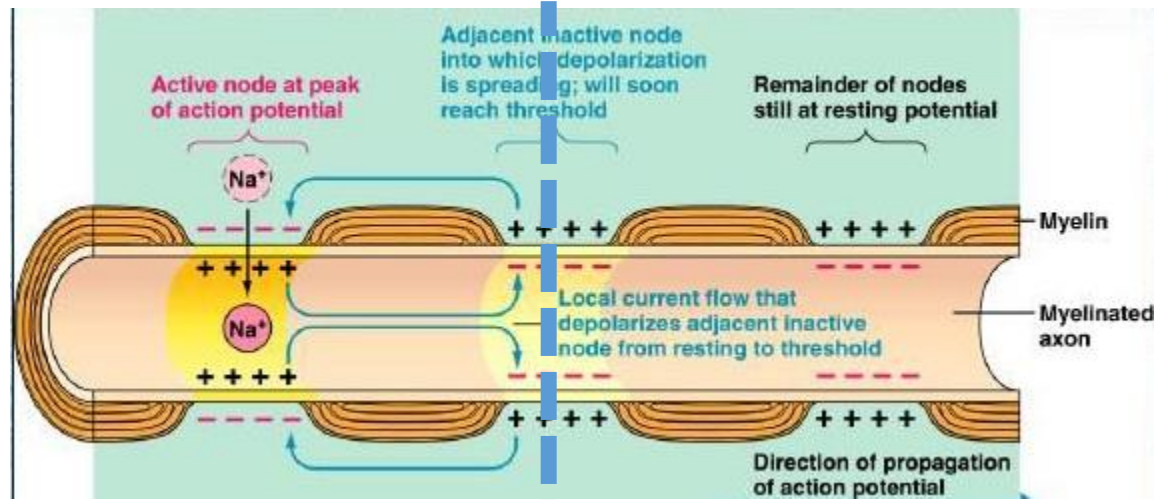 Active node at peak
of action potential
Adjacent inactive node
into which depolarization
is spreading; will soon
reach threshold
Remainder of nodes
still at resting potential
Na+
− − − − −
+ + + +
+ + + +
Myelin
+ + + +
− − − −
− − − −
Na+
Local current flow that
depolarizes adjacent inactive
node from resting to threshold
Myelinated
axon
+ + + +
− − − −
− − − −
− − − − −
+ + + +
+ + + +
Direction of propagation
of action potential